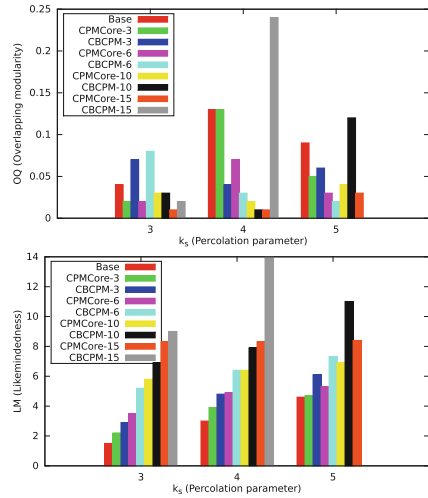 0.25
0.2
0.15
0.1
0.05
0
OQ (Overlapping modularity)
Base
CPMCore-3
CBCPM-3
CPMCore-6
CBCPM-6
CPMCore-10
CBCPM-10
CPMCore-15
CBCPM-15
3 4 5
ks (Percolation parameter)
14
12
10
8
6
4
2
0
LM (Likemindedness)
Base
CPMCore-3
CBCPM-3
CPMCore-6
CBCPM-6
CPMCore-10
CBCPM-10
CPMCore-15
CBCPM-15
3 4 5
ks (Percolation parameter)